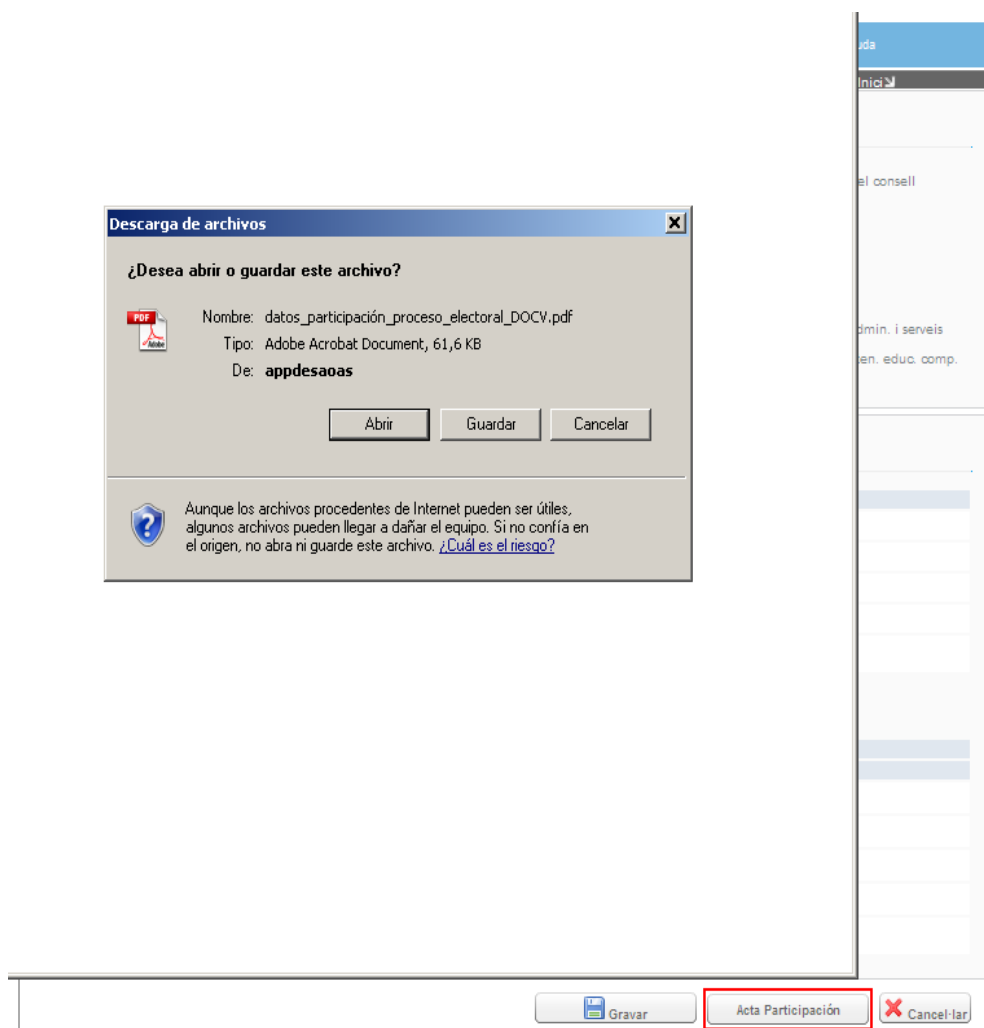 uda
Inici
el consell
Descarga de archivos
¿Desea abrir o guardar este archivo?
PDF
Adobe
Nombre: datos_participación_proceso_electoral_DOCV.pdf
Tipo: Adobe Acrobat Document, 61,6 KB
De: appdesaoas
dmin. i serveis
ten. educ. comp.
Abrir Guardar Cancelar
Aunque los archivos procedentes de Internet pueden ser útiles,
algunos archivos pueden llegar a dañar el equipo. Si no confía en
el origen, no abra ni guarde este archivo. ¿Cuál es el riesgo?
Gravar Acta Participación Cancel·lar